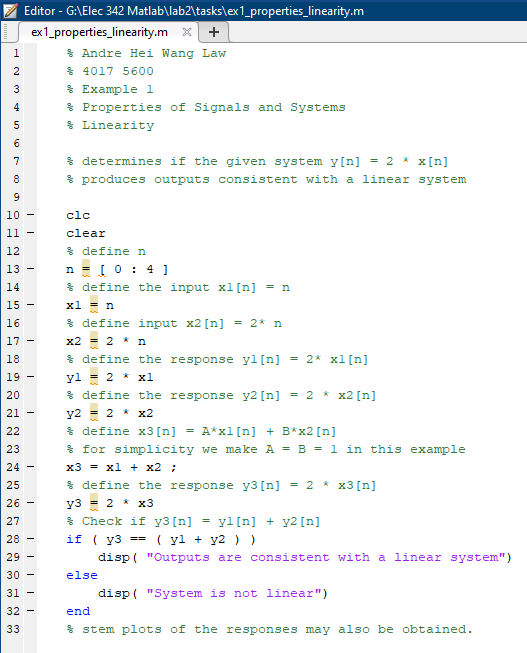 Editor - G:\Elec 342 Matlab\lab2\tasks\ex1_properties_linearity.m
ex1_properties_linearity.m × +
1 % Andre Hei Wang Law
2 % 4017 5600
3 % Example 1
4 % Properties of Signals and Systems
5 % Linearity
6
7 % determines if the given system y[n] = 2 * x[n]
8 % produces outputs consistent with a linear system
9
10 – clc
11 – clear
12 % define n
13 – n = [ 0 : 4 ]
14 % define the input x1[n] = n
15 – x1 = n
16 % define input x2[n] = 2* n
17 – x2 = 2 * n
18 % define the response y1[n] = 2* x1[n]
19 – y1 = 2 * x1
20 % define the response y2[n] = 2 * x2[n]
21 – y2 = 2 * x2
22 % define x3[n] = A*x1[n] + B*x2[n]
23 % for simplicity we make A = B = 1 in this example
24 – x3 = x1 + x2 ;
25 % define the response y3[n] = 2 * x3[n]
26 – y3 = 2 * x3
27 % Check if y3[n] = y1[n] + y2[n]
28 – if ( y3 == ( y1 + y2 ) )
29 – disp( "Outputs are consistent with a linear system")
30 – else
31 – disp( "System is not linear")
32 – end
33 % stem plots of the responses may also be obtained.